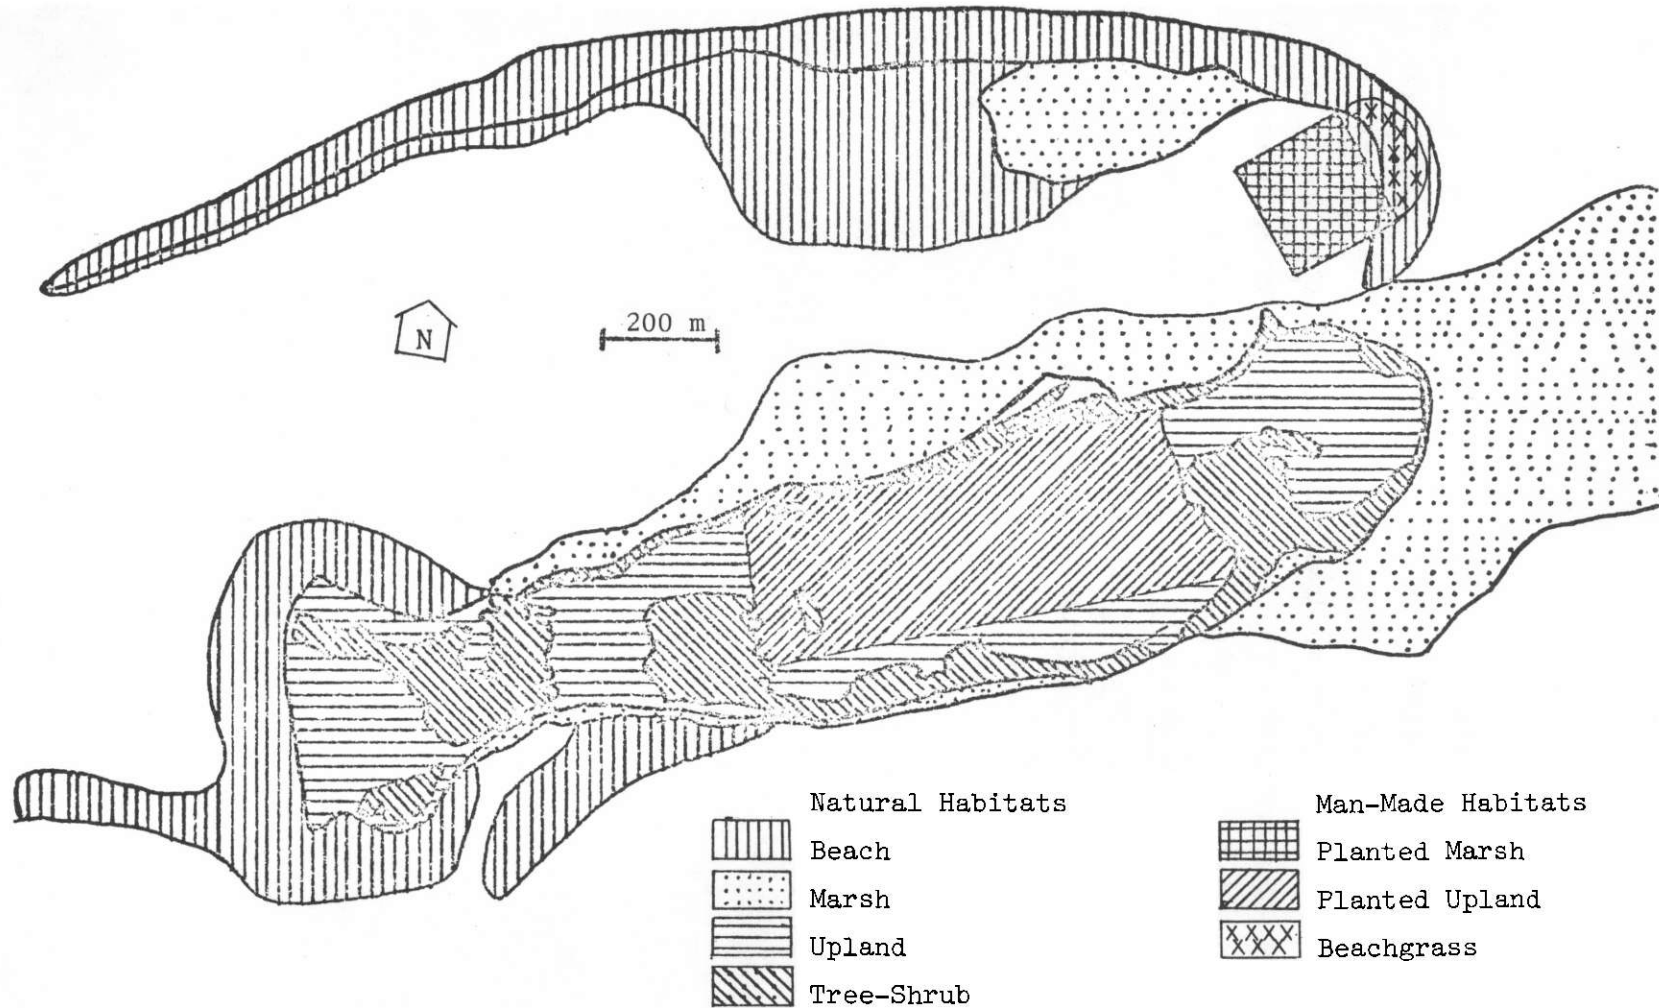 200 m
N
Natural Habitats
Beach
Marsh
Upland
Tree-Shrub
Man-Made Habitats
Planted Marsh
Planted Upland
Beachgrass